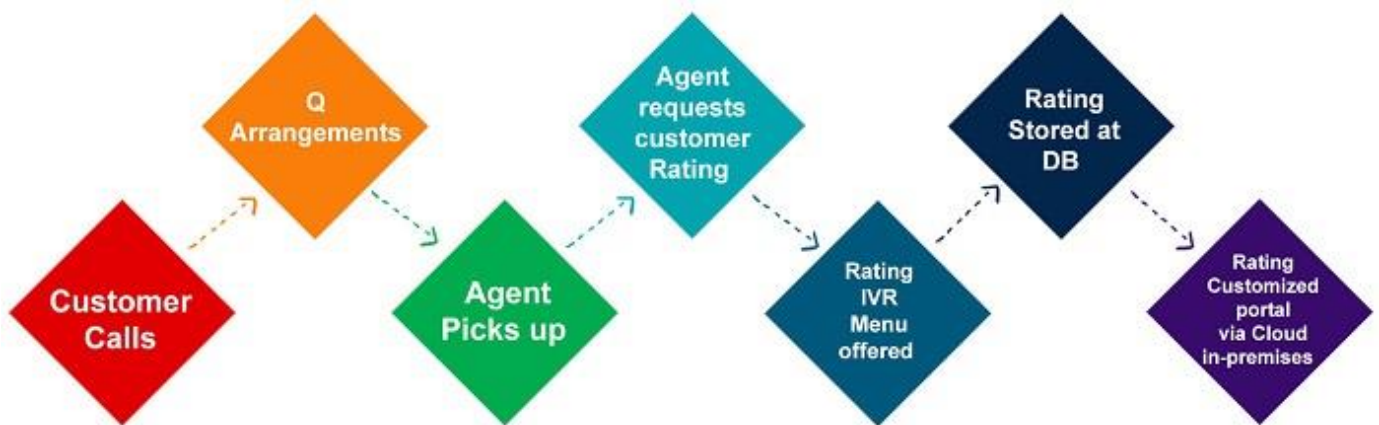 Customer
Calls
Q
Arrangements
Agent
Picks up
Agent
requests
customer
Rating
Rating
IVR
Menu
offered
Rating
Stored at
DB
Rating
Customized
portal
via Cloud
in-premises